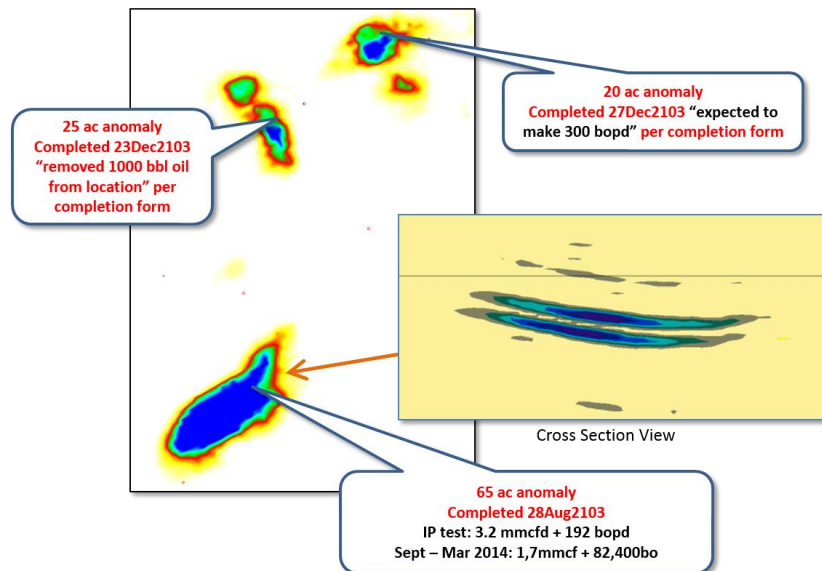 20 ac anomaly
Completed 27Dec2103 “expected to
make 300 bopd” per completion form
25 ac anomaly
Completed 23Dec2103
“removed 1000 bbl oil
from location” per
completion form
Cross Section View
65 ac anomaly
Completed 28Aug2103
IP test: 3.2 mmcfd + 192 bopd
Sept – Mar 2014: 1,7mmcf + 82,400bo